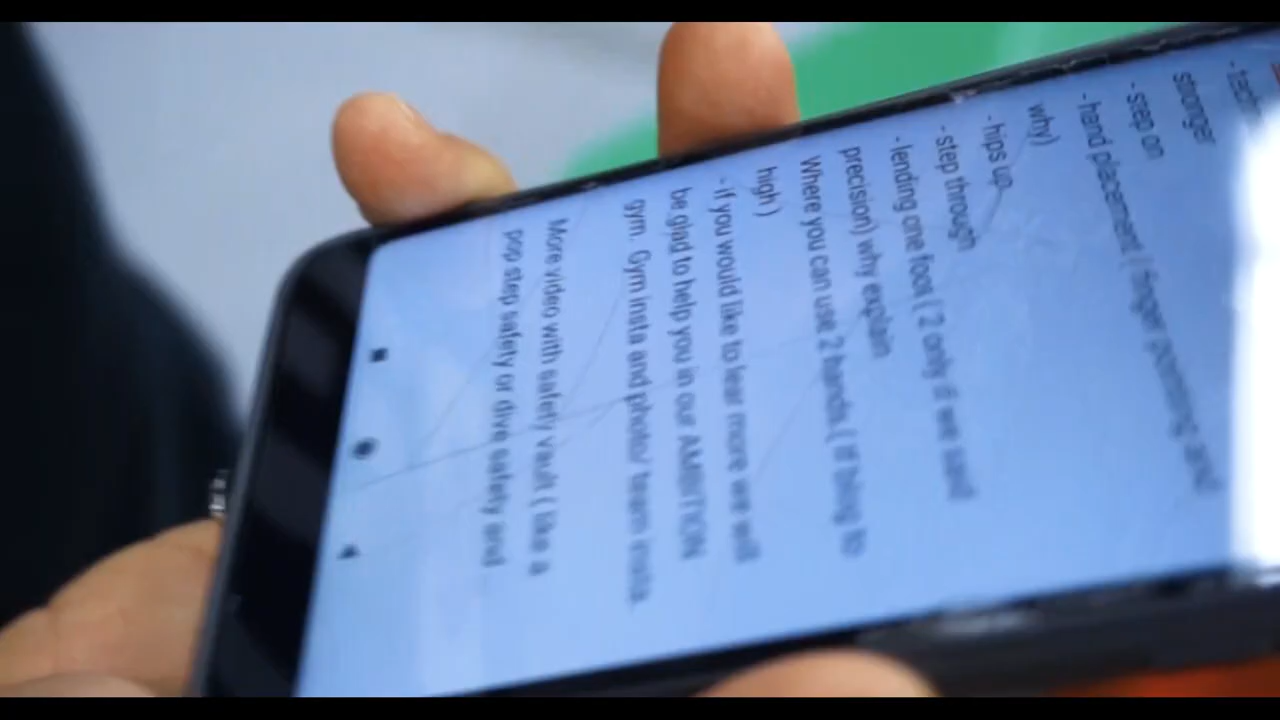 stronger
- step on
- hand placement ( finger pointing and
why)
- hips up
- step through
- lending one foot ( 2 only if we said
precision) why explain
Where you can use 2 hands.( If bing to
high )
- if you would like to lear more we will
be glad to help you in our AMBITION
gym. Gym insta and photo/ team insta.
More video with safety vault ( like a
pop step safety or dive safety and